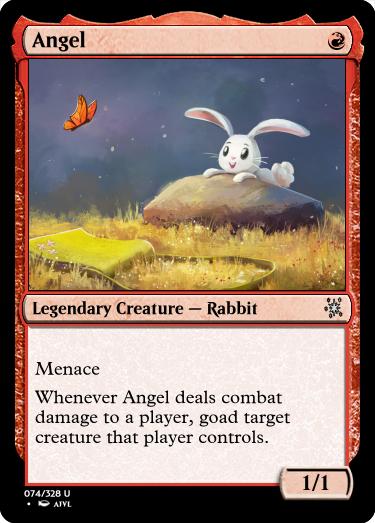 Angel
Legendary Creature — Rabbit
Menace
Whenever Angel deals combat
damage to a player, goad target
creature that player controls.
1/1
074/328 U
• AJYL